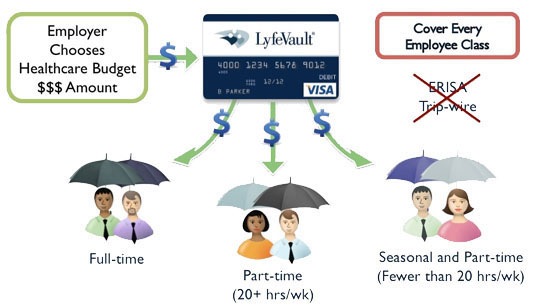 Employer
Chooses
Healthcare Budget
$$$ Amount
$
LyfeVault®
4000 1234 5678 9012
4000
12/12
DEBIT
B PARKER
VISA
Cover Every
Employee Class
ERISA
Trip-wire
$
$
$
Full-time
Part-time
(20+ hrs/wk)
Seasonal and Part-time
(Fewer than 20 hrs/wk)